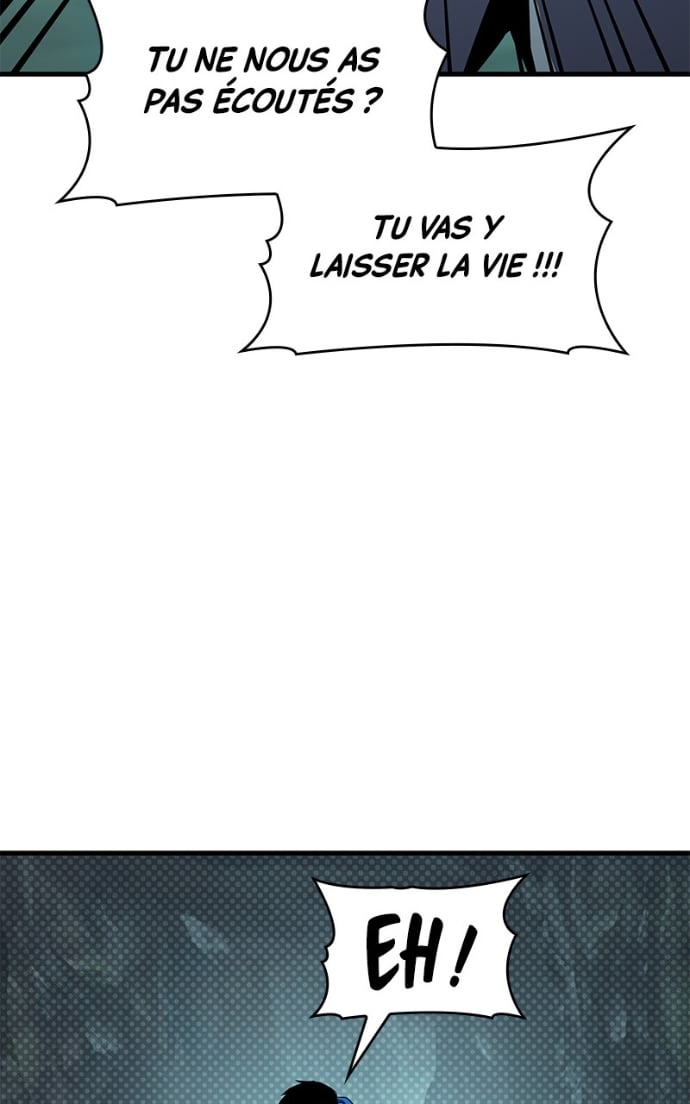 TU NE NOUS AS
PAS ÉCOUTÉS ?
TU VAS Y
LAISSER LA VIE !!!
EH !